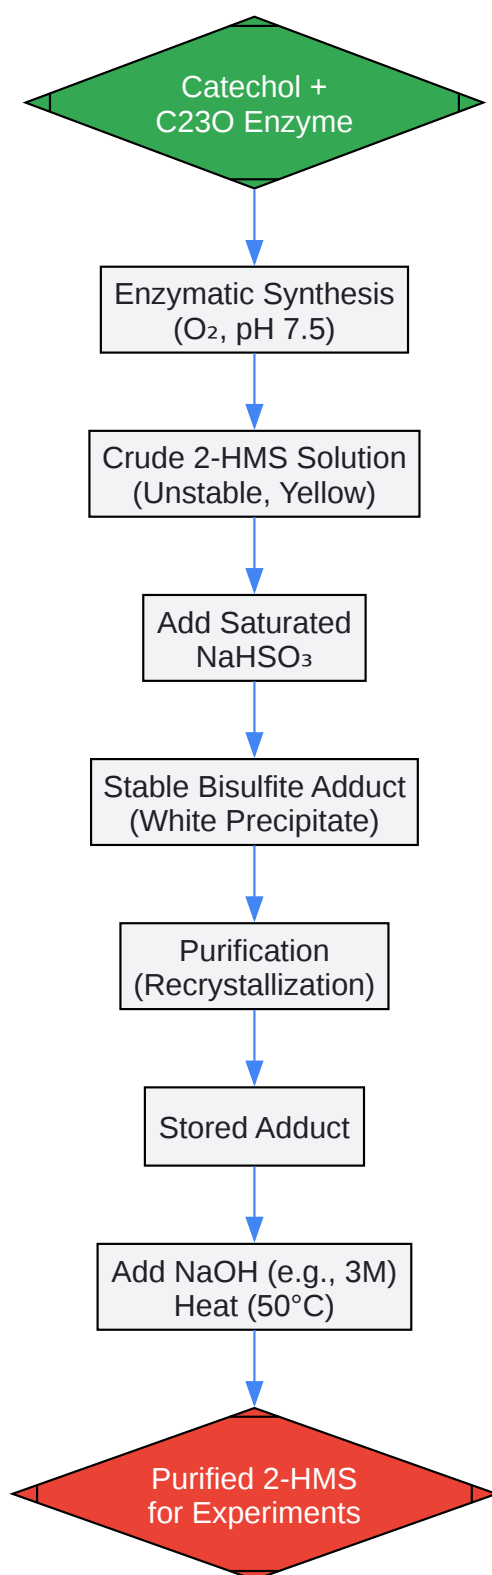 Catechol +
C23O Enzyme
Enzymatic Synthesis
(O₂, pH 7.5)
Crude 2-HMS Solution
(Unstable, Yellow)
Add Saturated
NaHSO₃
Stable Bisulfite Adduct
(White Precipitate)
Purification
(Recrystallization)
Stored Adduct
Add NaOH (e.g., 3M)
Heat (50°C)
Purified 2-HMS
for Experiments